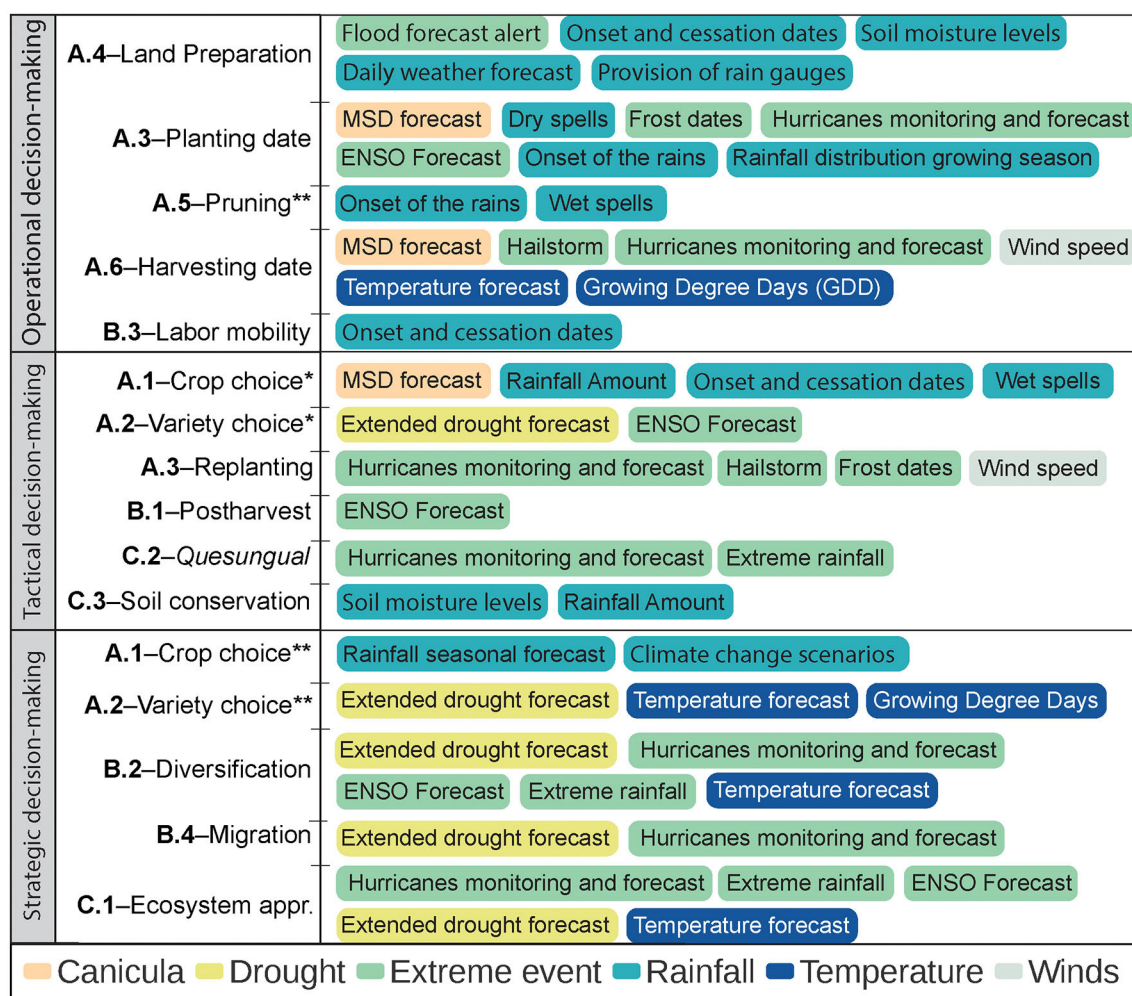 Operational decision-making
A.4–Land Preparation
Flood forecast alert Onset and cessation dates Soil moisture levels
Daily weather forecast Provision of rain gauges
A.3–Planting date
MSD forecast Dry spells Frost dates Hurricanes monitoring and forecast
ENSO Forecast Onset of the rains Rainfall distribution growing season
A.5–Pruning**
Onset of the rains Wet spells
A.6–Harvesting date
MSD forecast Hailstorm Hurricanes monitoring and forecast Wind speed
Temperature forecast Growing Degree Days (GDD)
B.3–Labor mobility
Onset and cessation dates
Tactical decision-making
A.1–Crop choice*
MSD forecast Rainfall Amount Onset and cessation dates Wet spells
A.2–Variety choice*
Extended drought forecast ENSO Forecast
A.3–Replanting
Hurricanes monitoring and forecast Hailstorm Frost dates Wind speed
B.1–Postharvest
ENSO Forecast
C.2–Quesungual
Hurricanes monitoring and forecast Extreme rainfall
C.3–Soil conservation
Soil moisture levels Rainfall Amount
Strategic decision-making
A.1–Crop choice**
Rainfall seasonal forecast Climate change scenarios
A.2–Variety choice**
Extended drought forecast Temperature forecast Growing Degree Days
B.2–Diversification
Extended drought forecast Hurricanes monitoring and forecast
ENSO Forecast Extreme rainfall Temperature forecast
B.4–Migration
Extended drought forecast Hurricanes monitoring and forecast
C.1–Ecosystem appr.
Hurricanes monitoring and forecast Extreme rainfall ENSO Forecast
Extended drought forecast Temperature forecast
Canicula Drought Extreme event Rainfall Temperature Winds